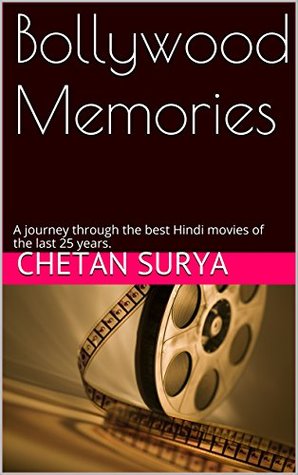 Bollywood
Memories
A journey through the best Hindi movies of
the last 25 years.
CHETAN SURYA